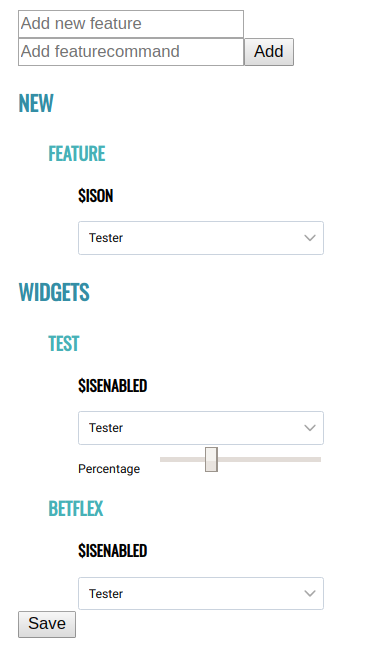 Add new feature
Add featurecommand Add
NEW
FEATURE
$ISON
Tester
WIDGETS
TEST
$ISENABLED
Tester
Percentage
BETFLEX
$ISENABLED
Tester
Save